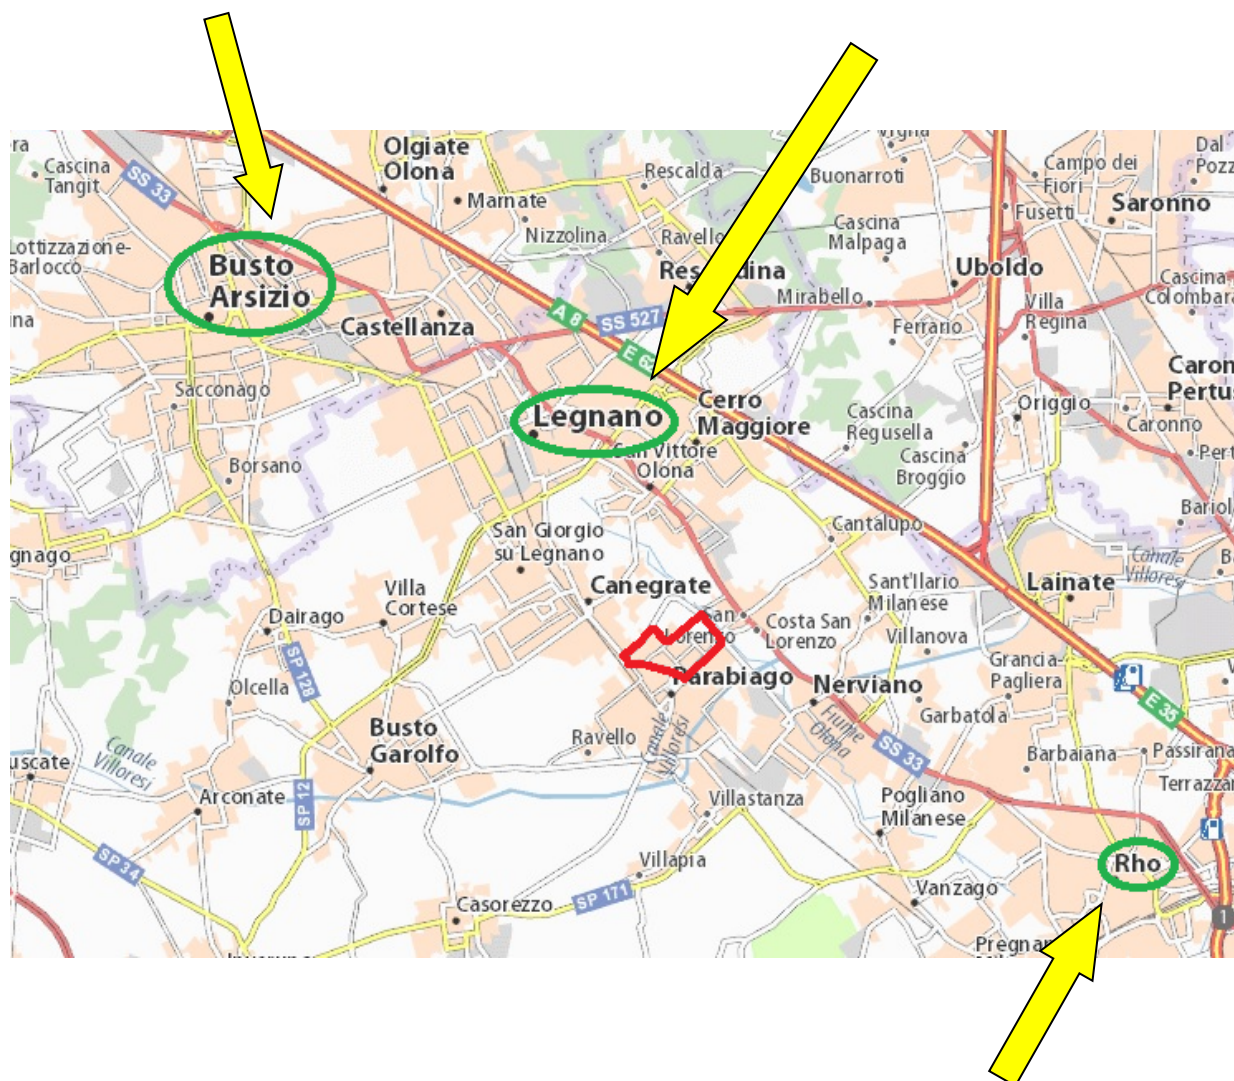 Olgiate
Olona
Cascina
Tangit
SS 33
Marnate
Nizzolina
Rescalda
Buonarroti
Campo dei
Fiori
Fusetti
Saronno
Dal
Lottizzazione-
Barlocco
Busto
Arsizio
Castellanza
A 8
SS 527
Cascina
Malpaga
Mirabello
Uboldo
Villa
Regina
Cascina
Ferrario
Sacconago
Legnano
Cerro
Maggiore
Cascina
Regusella
Cascina
Broggio
Origgio
Caronno
Borsano
Olona
San Giorgio
su Legnano
Cantalupo
Canale
Villoresi
Canegrate
Villa
Cortese
Dairago
Sant'Ilario
Milanese
Lainate
Costa San
Lorenzo
Villanova
San
Lorenzo
Parabiago
Nerviano
Grancia-
Pagliera
Garbatola
SP 128
Olcella
Busto
Garolfo
Ravello
Canale
Villoresi
Fiume
Olona
SS 33
E 35
Barbaiana
Passirana
Canale
Villoresi
Arconate
SP 12
Villastanza
Pogliano
Milanese
SP 34
Villapia
SP 171
Casorezzo
Vanzago
Rho
1